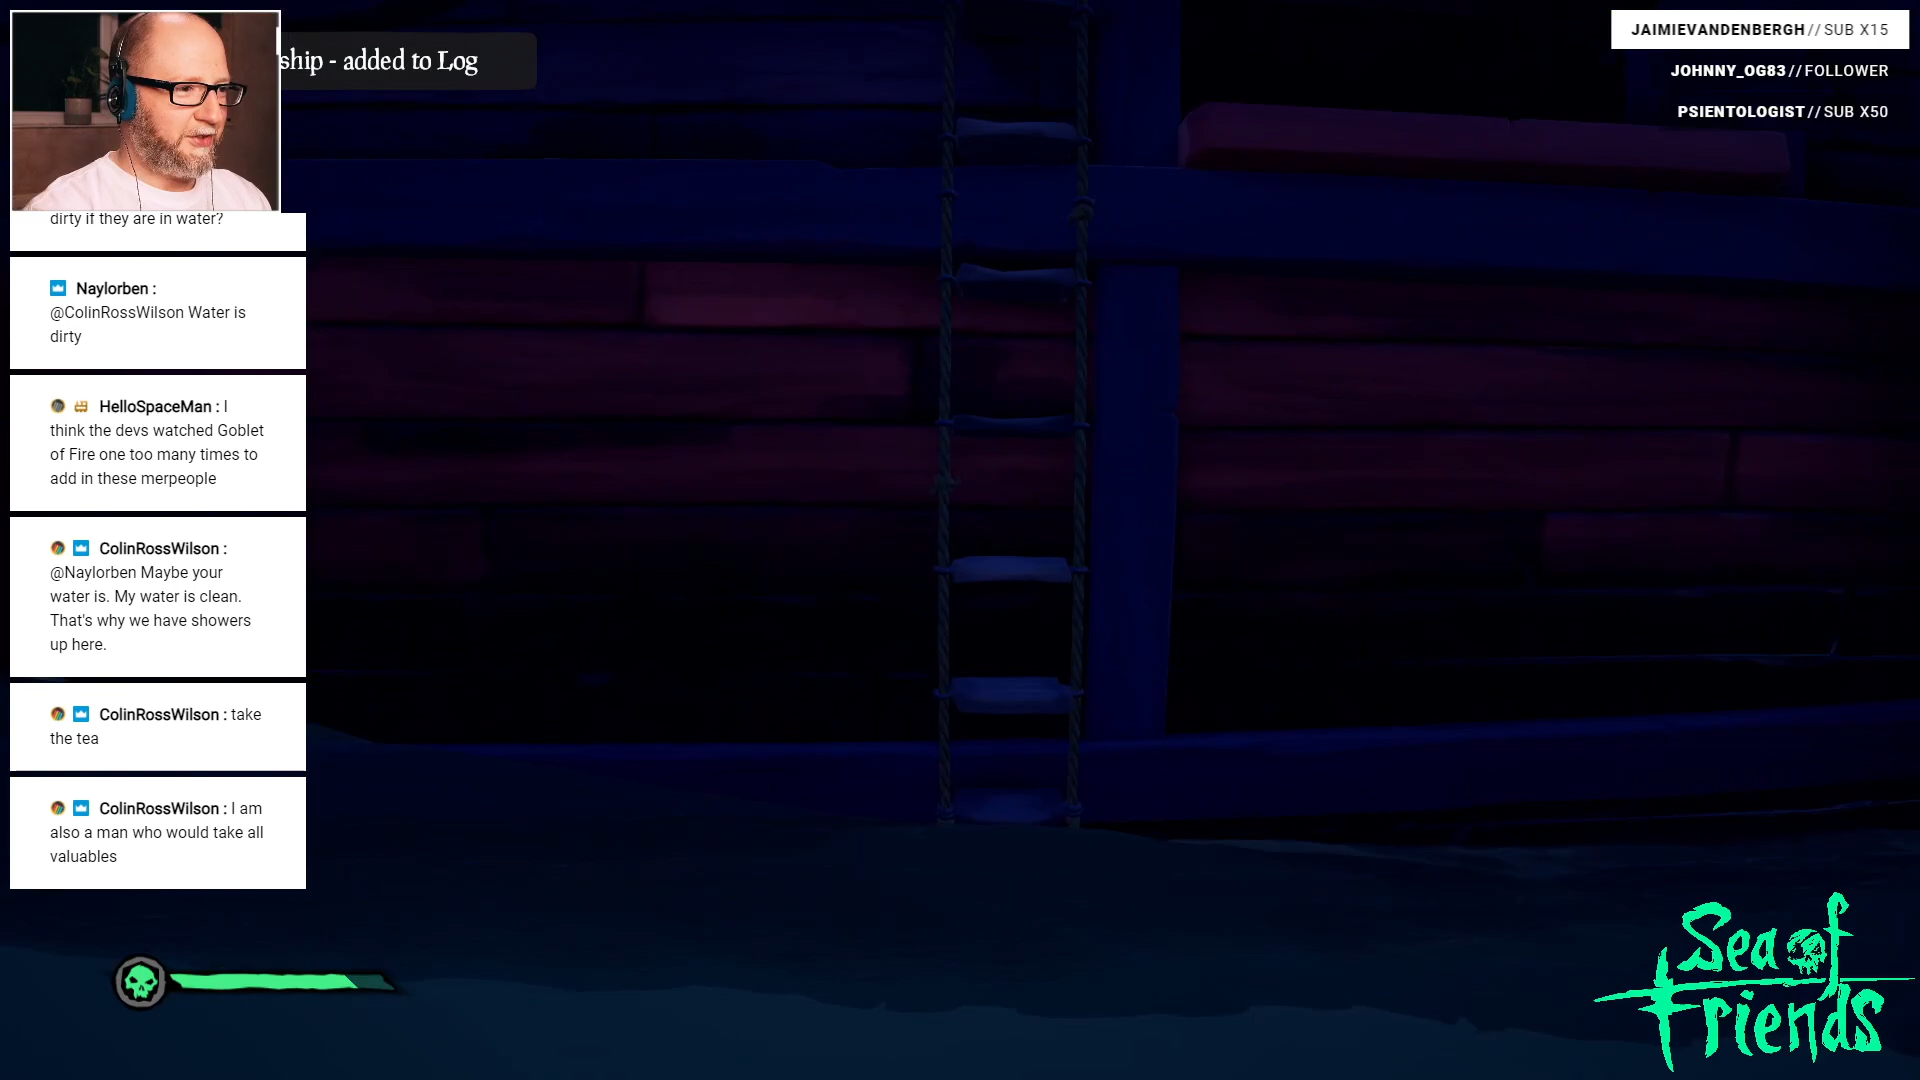 ship - added to Log
JAIMIEVANDENBERGH // SUB X15
JOHNNY_OG83 // FOLLOWER
PSIENTOLOGIST // SUB X50
dirty if they are in water?
Naylorben :
@ColinRossWilson Water is
dirty
HelloSpaceMan : I
think the devs watched Goblet
of Fire one too many times to
add in these merpeople
ColinRossWilson :
@Naylorben Maybe your
water is. My water is clean.
That's why we have showers
up here.
ColinRossWilson : take
the tea
ColinRossWilson : I am
also a man who would take all
valuables
Sea of
Friends